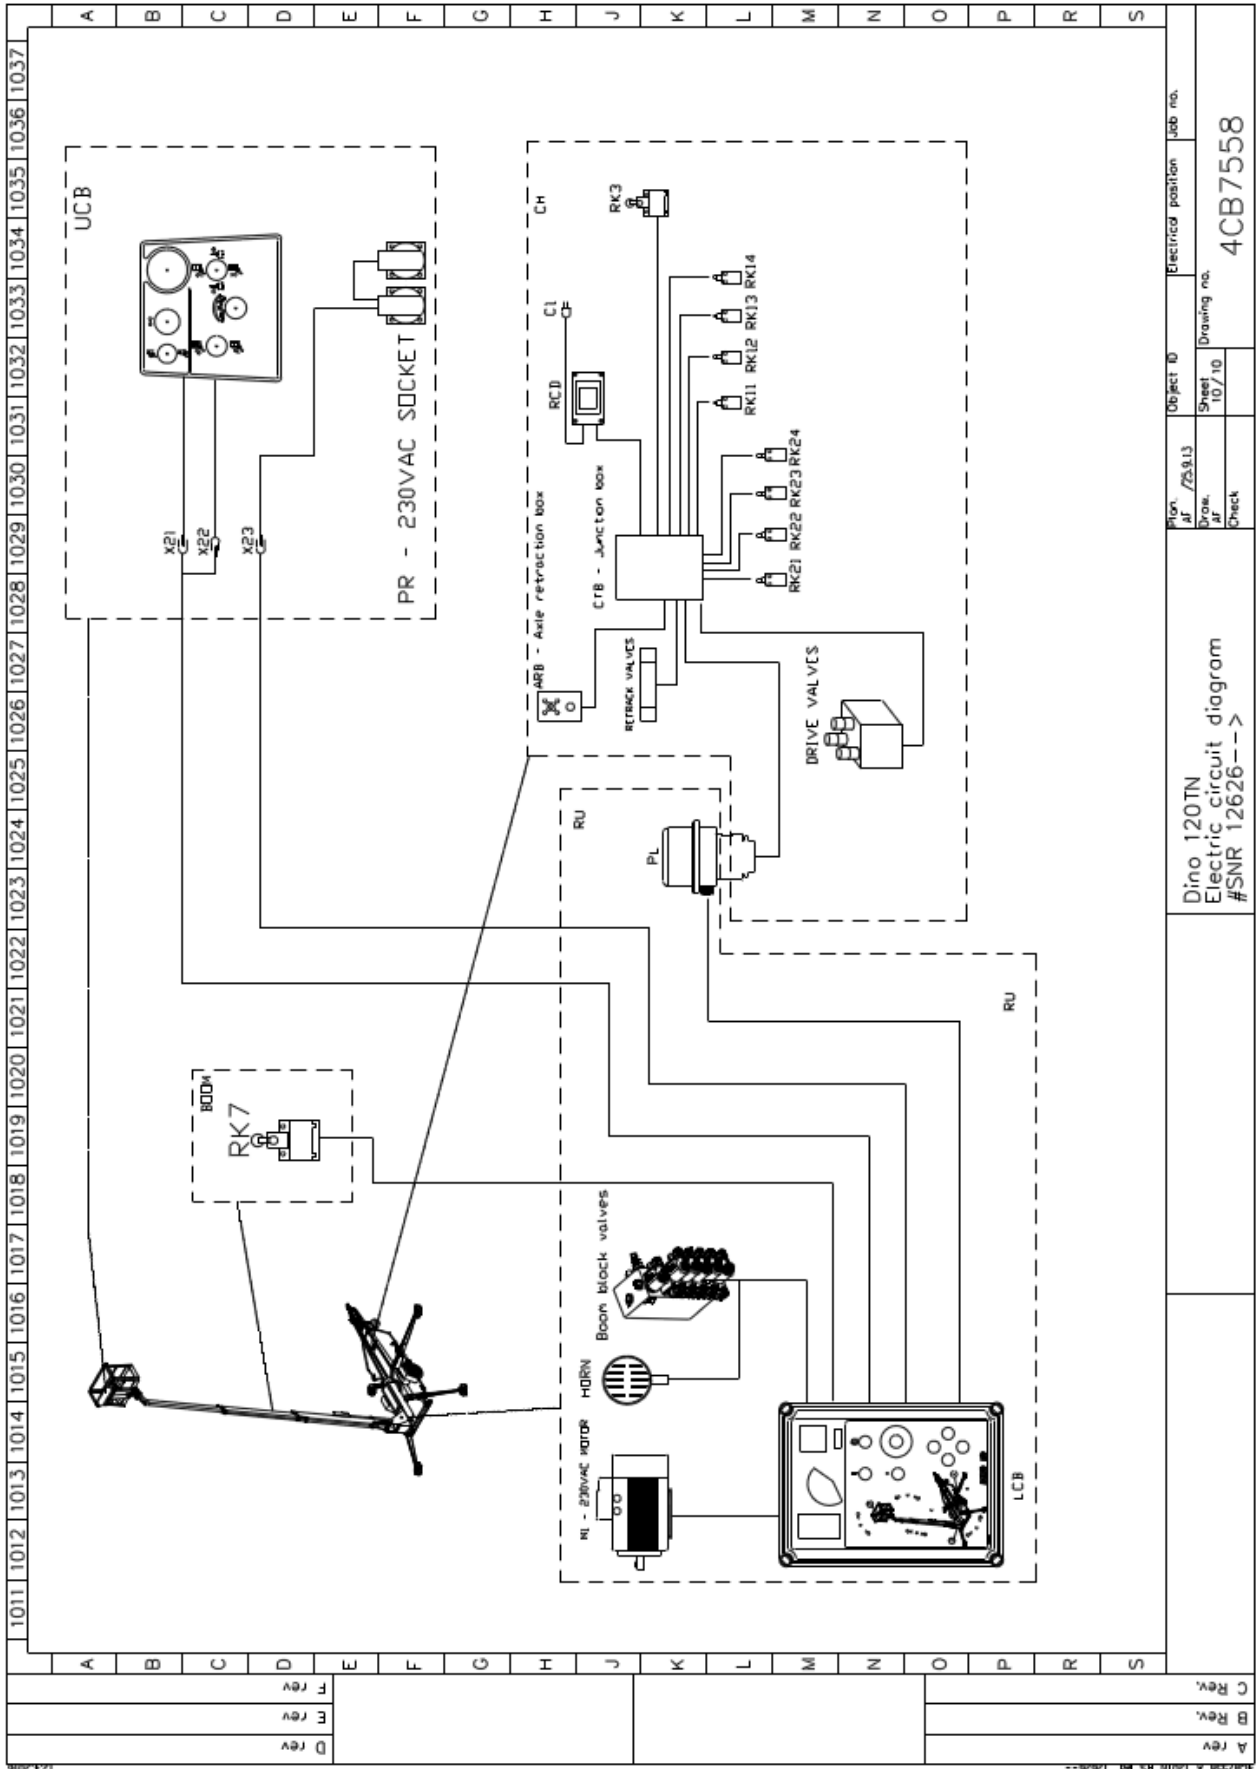 A B C D E F G H J K L M N O P R S
1011 1012 1013 1014 1015 1016 1017 1018 1019 1020 1021 1022 1023 1024 1025 1026 1027 1028 1029 1030 1031 1032 1033 1034 1035 1036 1037
UCB
X21
X22
X23
PR - 230VAC SOCKET
BOOM
RK7
CH
C1
RCD
RK3
RK11 RK12 RK13 RK14
RK21 RK22 RK23 RK24
ARB - Axle retraction box
CTB - Junction box
RETRACK VALVES
DRIVE VALVES
RU
PL
RU
Boom block valves
HORN
M1 - 230VAC MOTOR
LCB
A B C D E F G H J K L M N O P R S
Dino 120TN
Electric circuit diagram
#SNR 12626--->
Plan.
AF /25.9.13
Draw.
AF
Check
Object ID
Sheet
10/10
Electrical position
Job no.
Drawing no.
4CB7558
F rev
E rev
D rev
C Rev.
B Rev.
A rev